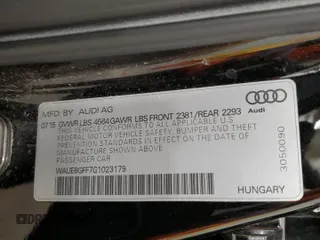 MFD BY AUDI AG
07/15 GVWR LBS 4564 GAWR LBS FRONT 2381/REAR 2293
THIS VEHICLE CONFORMS TO ALL APPLICABLE
FEDERAL MOTOR VEHICLE SAFETY, BUMPER AND THEFT
PREVENTION STANDARDS IN EFFECT ON THE DATE OF
MANUFACTURE SHOWN ABOVE
PASSENGER CAR
WAUE8GFF7G1023179
Audi
3050090
HUNGARY